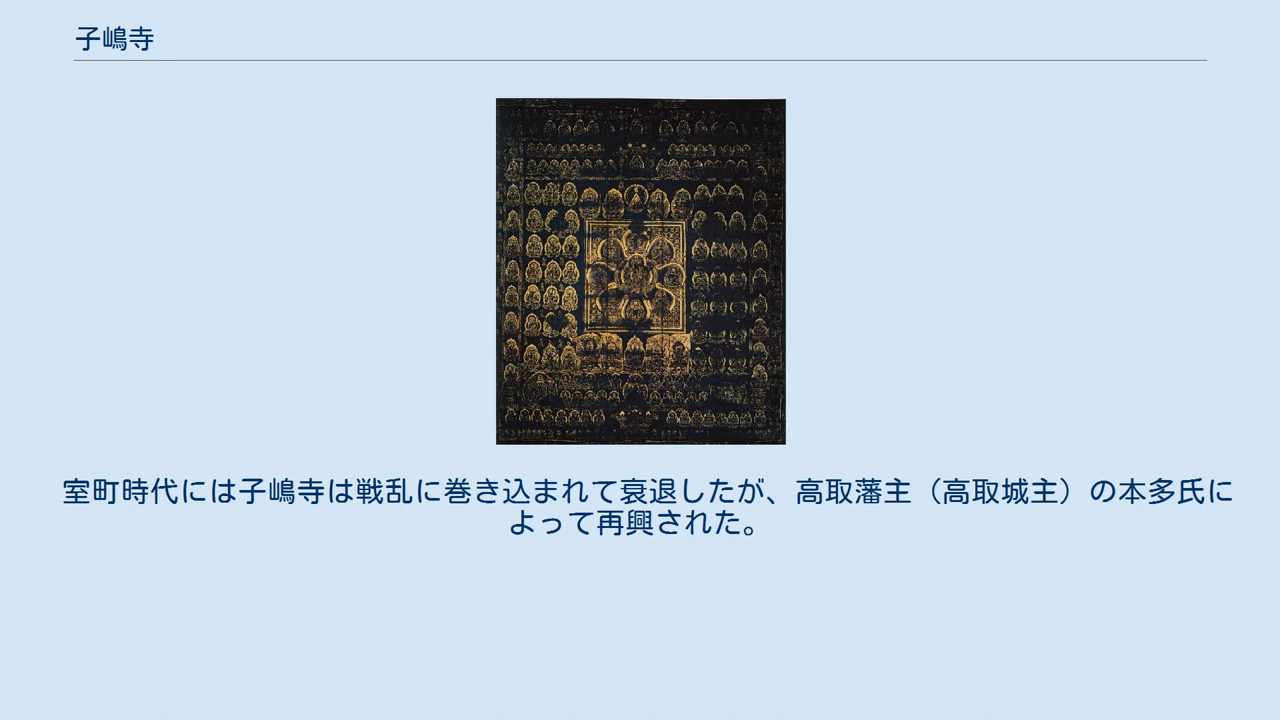 子嶋寺
室町時代には子嶋寺は戦乱に巻き込まれて衰退したが、高取藩主（高取城主）の本多氏に
よって再興された。